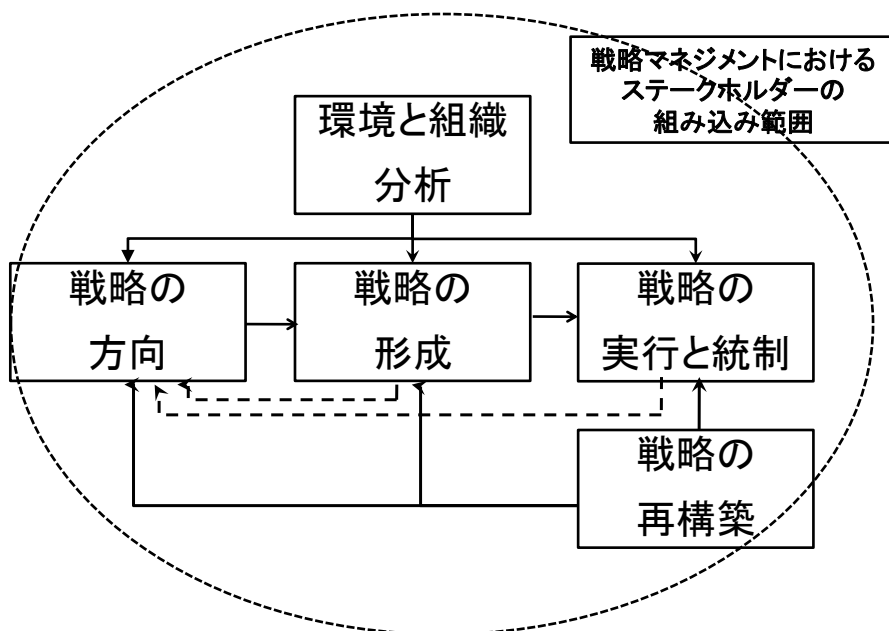 戦略マネジメントにおける
ステークホルダーの
組み込み範囲
環境と組織
分析
戦略の
方向
戦略の
形成
戦略の
実行と統制
戦略の
再構築